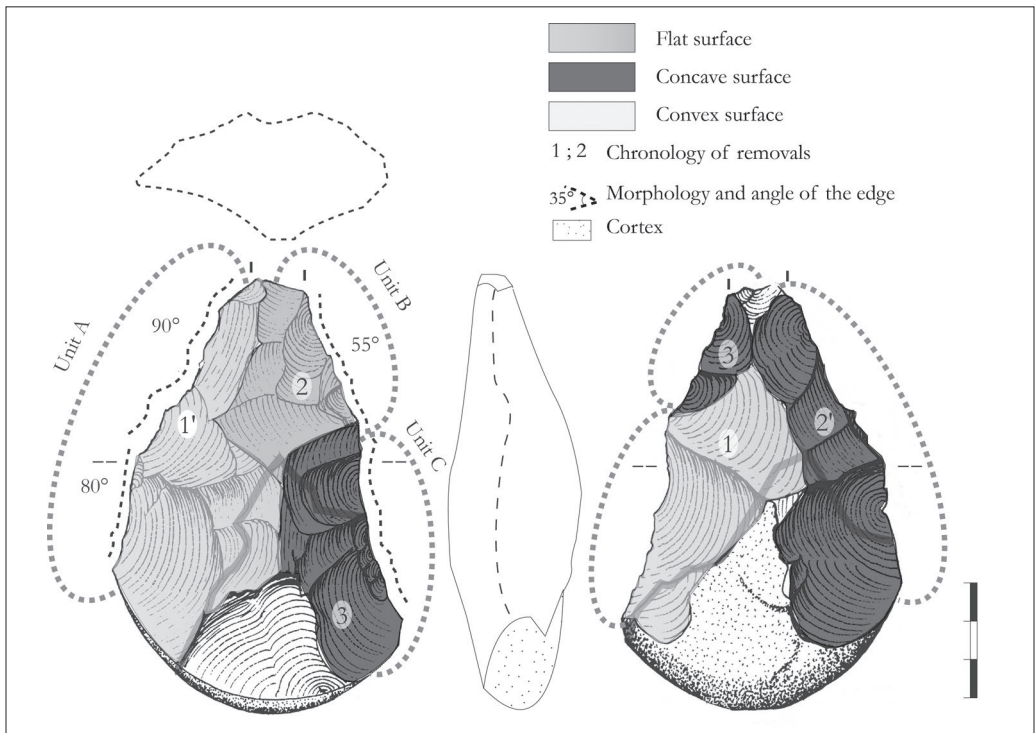 Flat surface
Concave surface
Convex surface
1 ; 2 Chronology of removals
35° Morphology and angle of the edge
Cortex
Unit A
90°
80°
1'
2
Unit B
55°
Unit C
3
3
1
2'